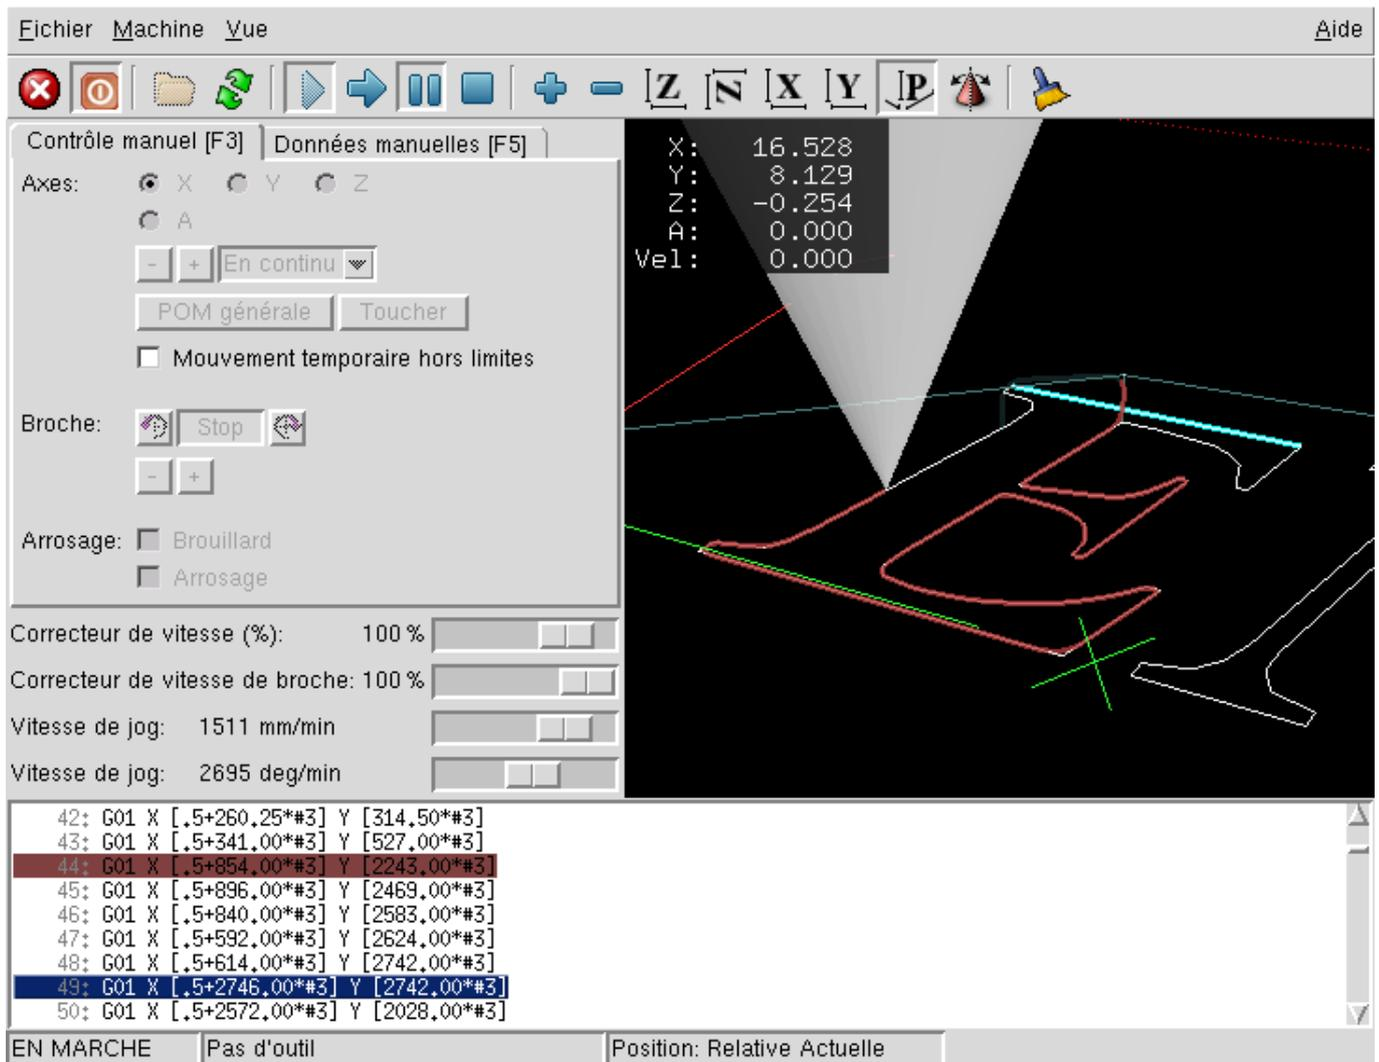 Fichier Machine Vue Aide
Z N X Y P
Contrôle manuel [F3] Données manuelles [F5]
Axes: X Y Z
A
- + En continu
POM générale Toucher
Mouvement temporaire hors limites
Broche: Stop
- +
Arrosage: Brouillard
Arrosage
Correcteur de vitesse (%): 100 %
Correcteur de vitesse de broche: 100 %
Vitesse de jog: 1511 mm/min
Vitesse de jog: 2695 deg/min
X: 16.528
Y: 8.129
Z: -0.254
A: 0.000
Vel: 0.000
42: G01 X [.5+260.25*#3] Y [314.50*#3]
43: G01 X [.5+341.00*#3] Y [527.00*#3]
44: G01 X [.5+854.00*#3] Y [2243.00*#3]
45: G01 X [.5+896.00*#3] Y [2469.00*#3]
46: G01 X [.5+840.00*#3] Y [2583.00*#3]
47: G01 X [.5+592.00*#3] Y [2624.00*#3]
48: G01 X [.5+614.00*#3] Y [2742.00*#3]
49: G01 X [.5+2746.00*#3] Y [2742.00*#3]
50: G01 X [.5+2572.00*#3] Y [2028.00*#3]
EN MARCHE Pas d'outil Position: Relative Actuelle